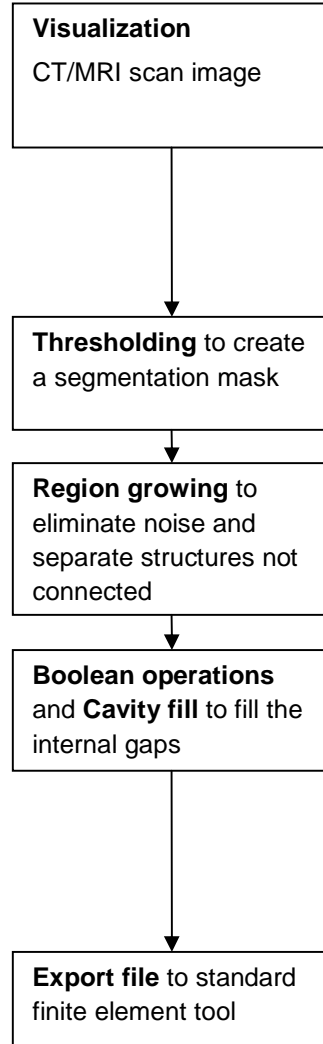 Visualization
CT/MRI scan image
Thresholding to create
a segmentation mask
Region growing to
eliminate noise and
separate structures not
connected
Boolean operations
and Cavity fill to fill the
internal gaps
Export file to standard
finite element tool